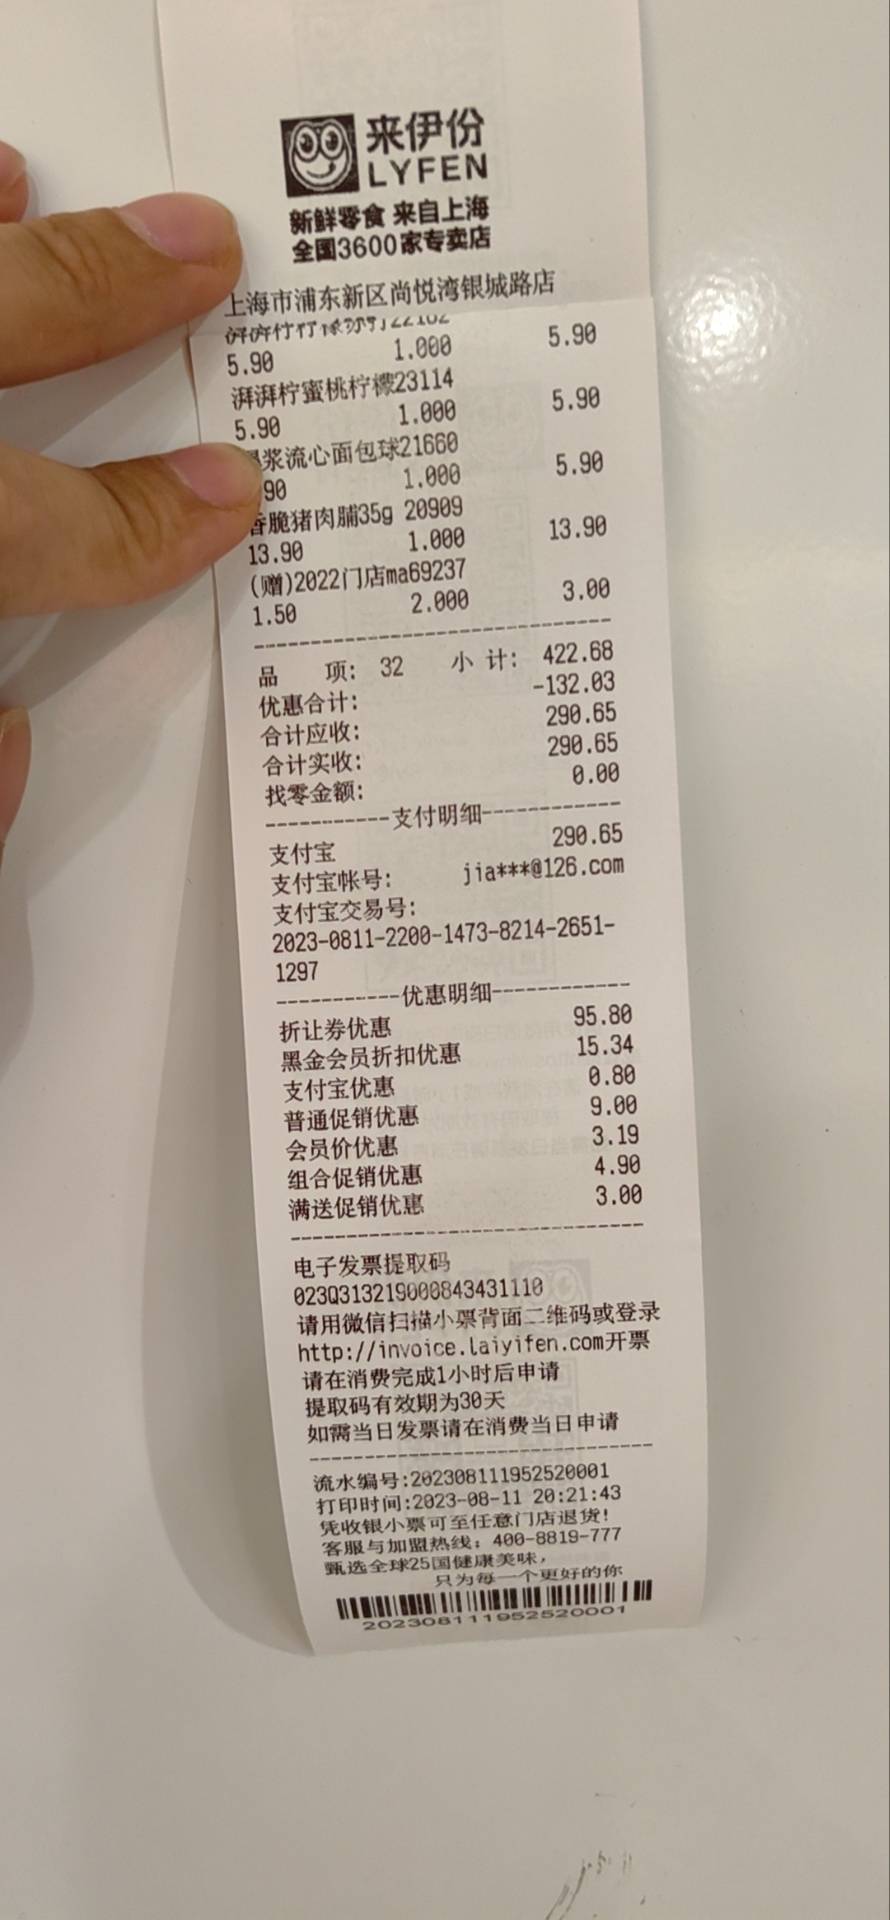 来伊份
LYFEN
新鲜零食 来自上海
全国3600家专卖店
上海市浦东新区尚悦湾银城路店
5.90 1.000 5.90
湃湃柠蜜桃柠檬23114
5.90 1.000 5.90
浆流心面包球21660
90 1.000 5.90
香脆猪肉脯35g 20909
13.90 1.000 13.90
(赠)2022门店ma69237
1.50 2.000 3.00
品 项: 32 小 计: 422.68
优惠合计: -132.03
合计应收: 290.65
合计实收: 290.65
找零金额: 0.00
-----------支付明细------------
支付宝 290.65
支付宝帐号: jia***@126.com
支付宝交易号:
2023-0811-2200-1473-8214-2651-
1297
-----------优惠明细------------
折让券优惠 95.80
黑金会员折扣优惠 15.34
支付宝优惠 0.80
普通促销优惠 9.00
会员价优惠 3.19
组合促销优惠 4.90
满送促销优惠 3.00
电子发票提取码
023Q313219000843431110
请用微信扫描小票背面二维码或登录
http://invoice.laiyifen.com开票
请在消费完成1小时后申请
提取码有效期为30天
如需当日发票请在消费当日申请
流水编号:202308111952520001
打印时间:2023-08-11 20:21:43
凭收银小票可至任意门店退货!
客服与加盟热线: 400-8819-777
甄选全球25国健康美味,
只为每一个更好的你
202308111952520001